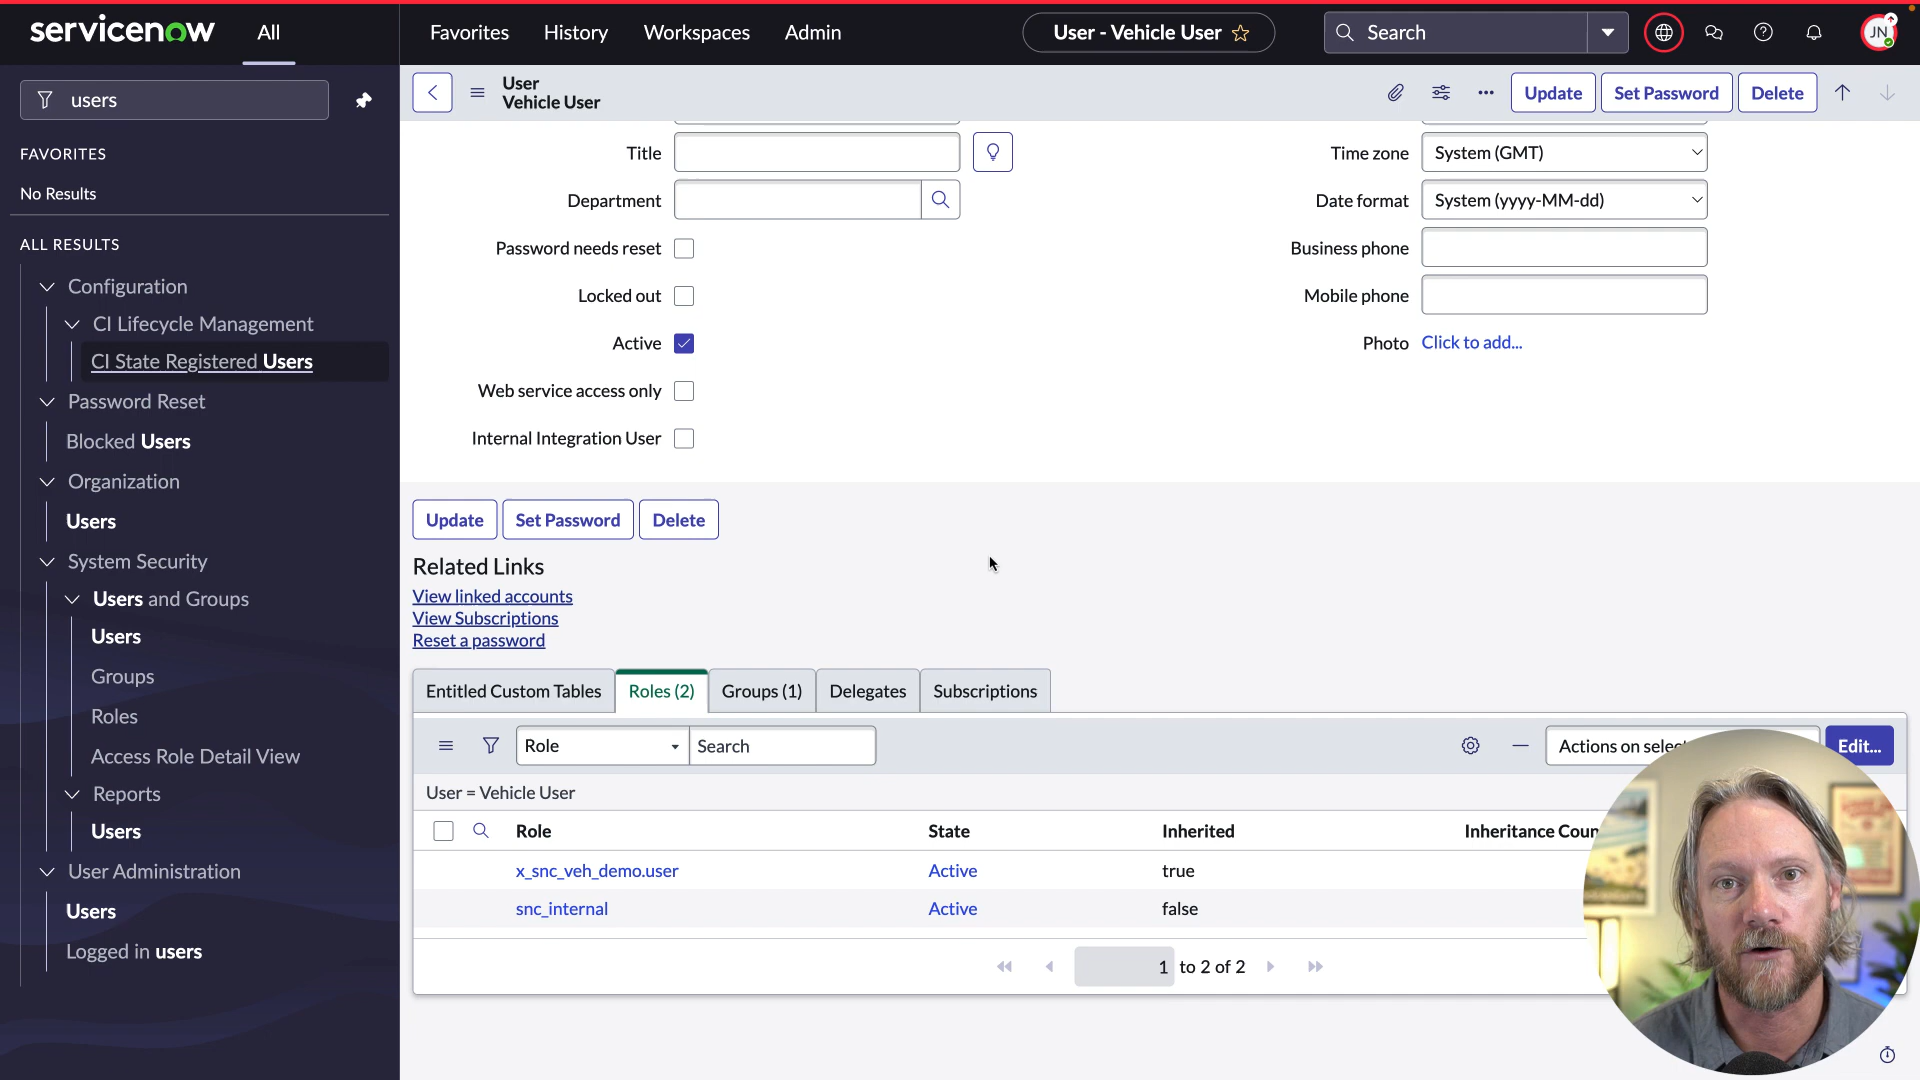 servicenow
All
Favorites
History
Workspaces
Admin
User - Vehicle User
Search
JN
users
FAVORITES
No Results
ALL RESULTS
Configuration
CI Lifecycle Management
CI State Registered Users
Password Reset
Blocked Users
Organization
Users
System Security
Users and Groups
Users
Groups
Roles
Access Role Detail View
Reports
Users
User Administration
Users
Logged in users
User
Vehicle User
Update
Set Password
Delete
Title
Department
Password needs reset
Locked out
Active
Web service access only
Internal Integration User
Time zone
System (GMT)
Date format
System (yyyy-MM-dd)
Business phone
Mobile phone
Photo
Click to add...
Update
Set Password
Delete
Related Links
View linked accounts
View Subscriptions
Reset a password
Entitled Custom Tables
Roles (2)
Groups (1)
Delegates
Subscriptions
Role
Search
Actions on selec
Edit...
User = Vehicle User
Role
State
Inherited
Inheritance Coun
x_snc_veh_demo.user
Active
true
snc_internal
Active
false
1 to 2 of 2